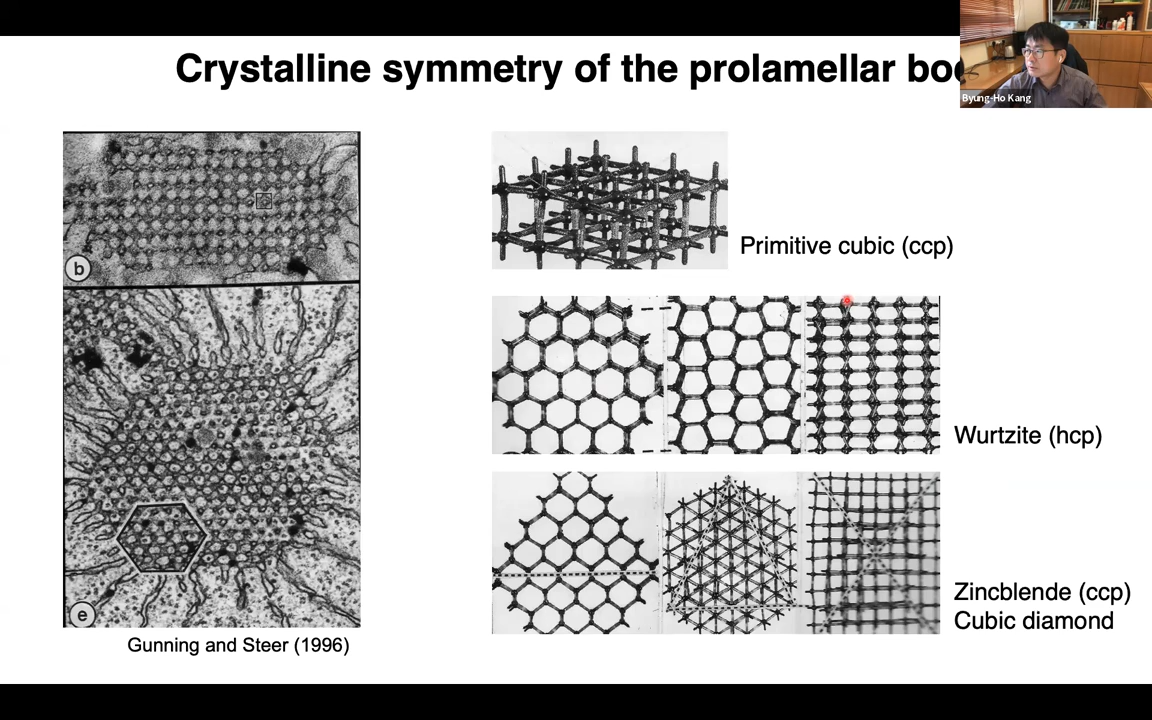 Crystalline symmetry of the prolamellar
Byung-Ho Kang
b
Primitive cubic (ccp)
Wurtzite (hcp)
e
Zincblende (ccp)
Cubic diamond
Gunning and Steer (1996)